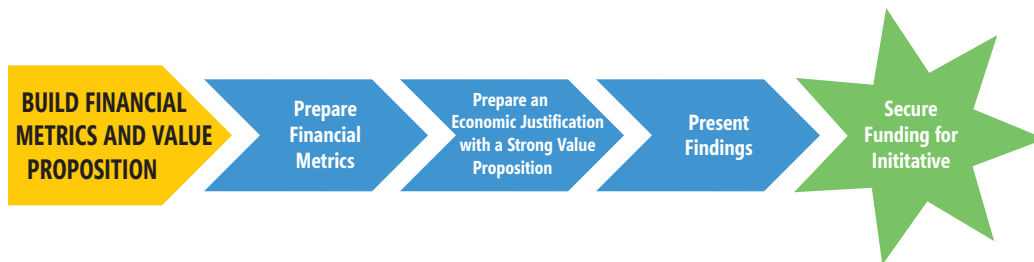 BUILD FINANCIAL
METRICS AND VALUE
PROPOSITION
Prepare
Financial
Metrics
Prepare an
Economic Justification
with a Strong Value
Proposition
Present
Findings
Secure
Funding for
Inititative